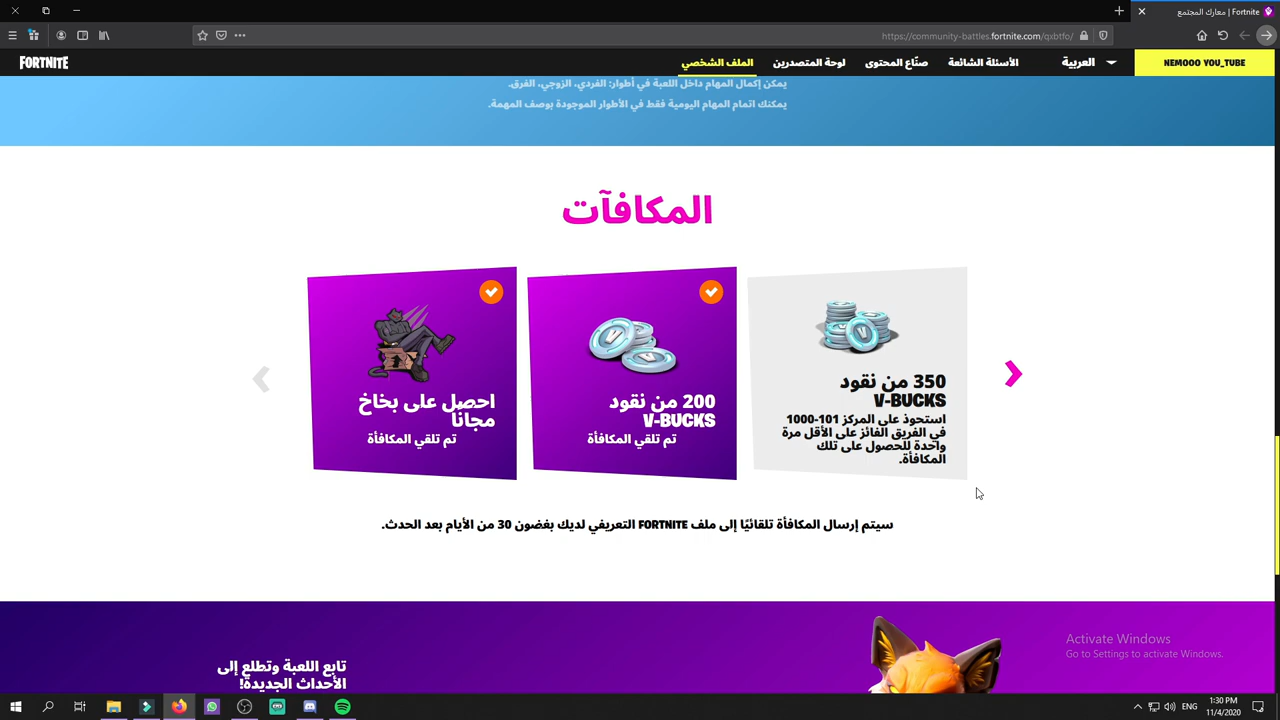 Fortnite | معارك المجتمع
https://community-battles.fortnite.com/qxbtfo/
FORTNITE
الملف الشخصي
لوحة المتصدرين
صنّاع المحتوى
الأسئلة الشائعة
العربية
NEMOOO YOU_TUBE
يمكن إكمال المهام داخل اللعبة في أطوار: الفردي، الزوجي، الفرق.
يمكنك اتمام المهام اليومية فقط في الأطوار الموجودة بوصف المهمة.
المكافآت
احصل على بخاخ
مجانًا
تم تلقي المكافأة
200 من نقود
V-BUCKS
تم تلقي المكافأة
350 من نقود
V-BUCKS
استحوذ على المركز 101-1000
في الفريق الفائز على الأقل مرة
واحدة للحصول على تلك
المكافأة.
سيتم إرسال المكافأة تلقائيًا إلى ملف FORTNITE التعريفي لديك بغضون 30 من الأيام بعد الحدث.
تابع اللعبة وتطلع إلى
الأحداث الجديدة!
Activate Windows
Go to Settings to activate Windows.
ENG
1:30 PM
11/4/2020